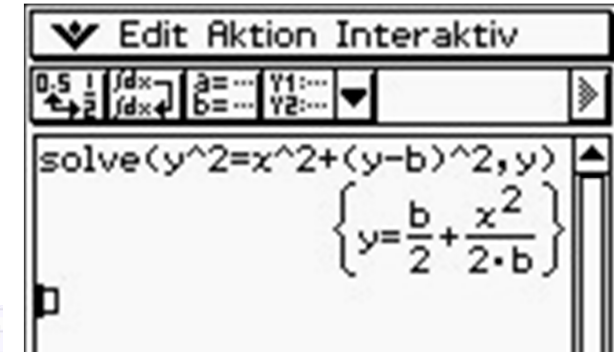 Edit Aktion Interaktiv
0.5 1/2 ∫dx ∫dx a=… b=… Y1:… Y2:…
solve(y^2=x^2+(y-b)^2,y)
{y=b/2+x^2/(2·b)}